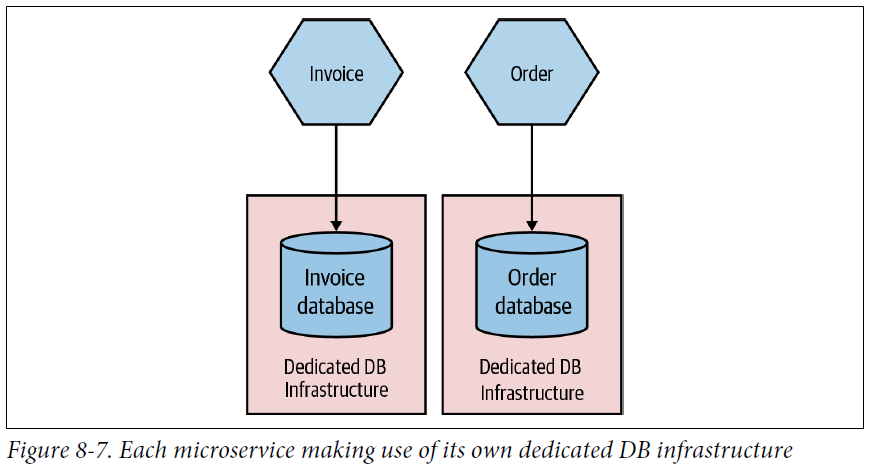 Invoice
Order
Invoice
database
Order
database
Dedicated DB
Infrastructure
Dedicated DB
Infrastructure
Figure 8-7. Each microservice making use of its own dedicated DB infrastructure